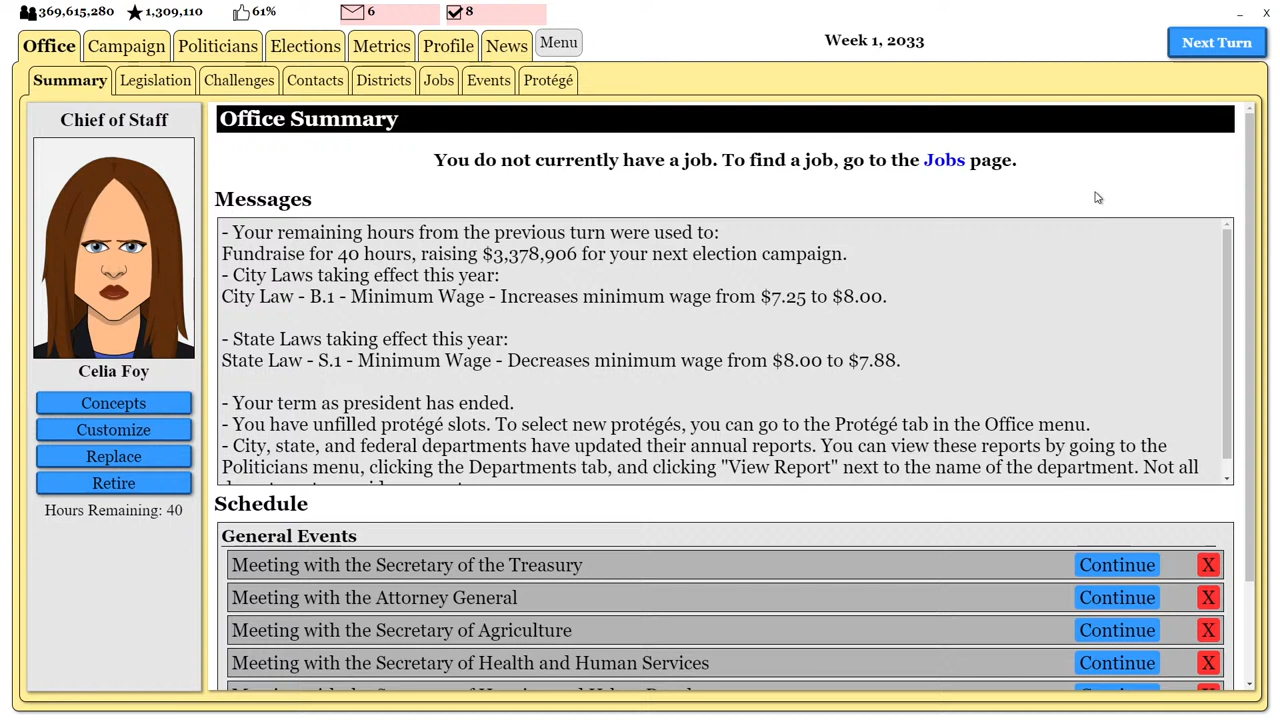 369,615,280 1,309,110 61% 6 8
_ X
Office Campaign Politicians Elections Metrics Profile News Menu
Week 1, 2033
Next Turn
Summary Legislation Challenges Contacts Districts Jobs Events Protégé
Chief of Staff
Celia Foy
Concepts
Customize
Replace
Retire
Hours Remaining: 40
Office Summary
You do not currently have a job. To find a job, go to the Jobs page.
Messages
- Your remaining hours from the previous turn were used to:
Fundraise for 40 hours, raising $3,378,906 for your next election campaign.
- City Laws taking effect this year:
City Law - B.1 - Minimum Wage - Increases minimum wage from $7.25 to $8.00.
- State Laws taking effect this year:
State Law - S.1 - Minimum Wage - Decreases minimum wage from $8.00 to $7.88.
- Your term as president has ended.
- You have unfilled protégé slots. To select new protégés, you can go to the Protégé tab in the Office menu.
- City, state, and federal departments have updated their annual reports. You can view these reports by going to the
Politicians menu, clicking the Departments tab, and clicking "View Report" next to the name of the department. Not all
Schedule
General Events
Meeting with the Secretary of the Treasury Continue X
Meeting with the Attorney General Continue X
Meeting with the Secretary of Agriculture Continue X
Meeting with the Secretary of Health and Human Services Continue X